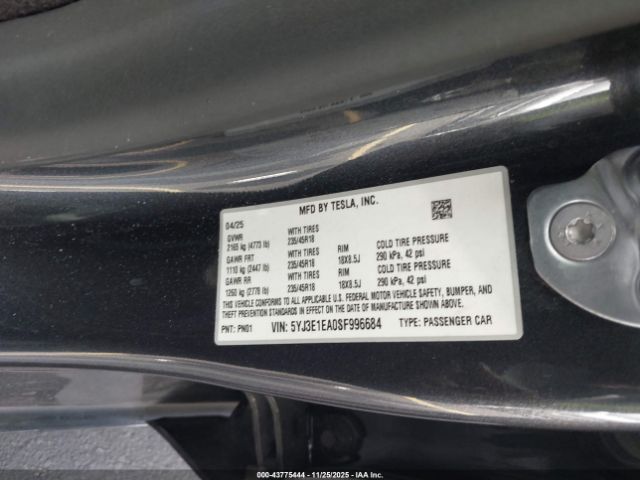 MFD BY TESLA, INC.
04/25
GVWR WITH TIRES
2165 kg (4773 lb) 235/45R18 RIM COLD TIRE PRESSURE
GAWR FRT WITH TIRES 18X8.5J 290 kPa, 42 psi
1110 kg (2447 lb) 235/45R18 RIM COLD TIRE PRESSURE
GAWR RR WITH TIRES 18X8.5J 290 kPa, 42 psi
1260 kg (2778 lb) 235/45R18
THIS VEHICLE CONFORMS TO ALL APPLICABLE FEDERAL MOTOR VEHICLE SAFETY, BUMPER, AND
THEFT PREVENTION STANDARDS IN EFFECT ON THE DATE OF MANUFACTURE SHOWN ABOVE.
PNT: PN01 VIN: 5YJ3E1EA0SF996684 TYPE: PASSENGER CAR
000-43775444 - 11/25/2025 - IAA Inc.